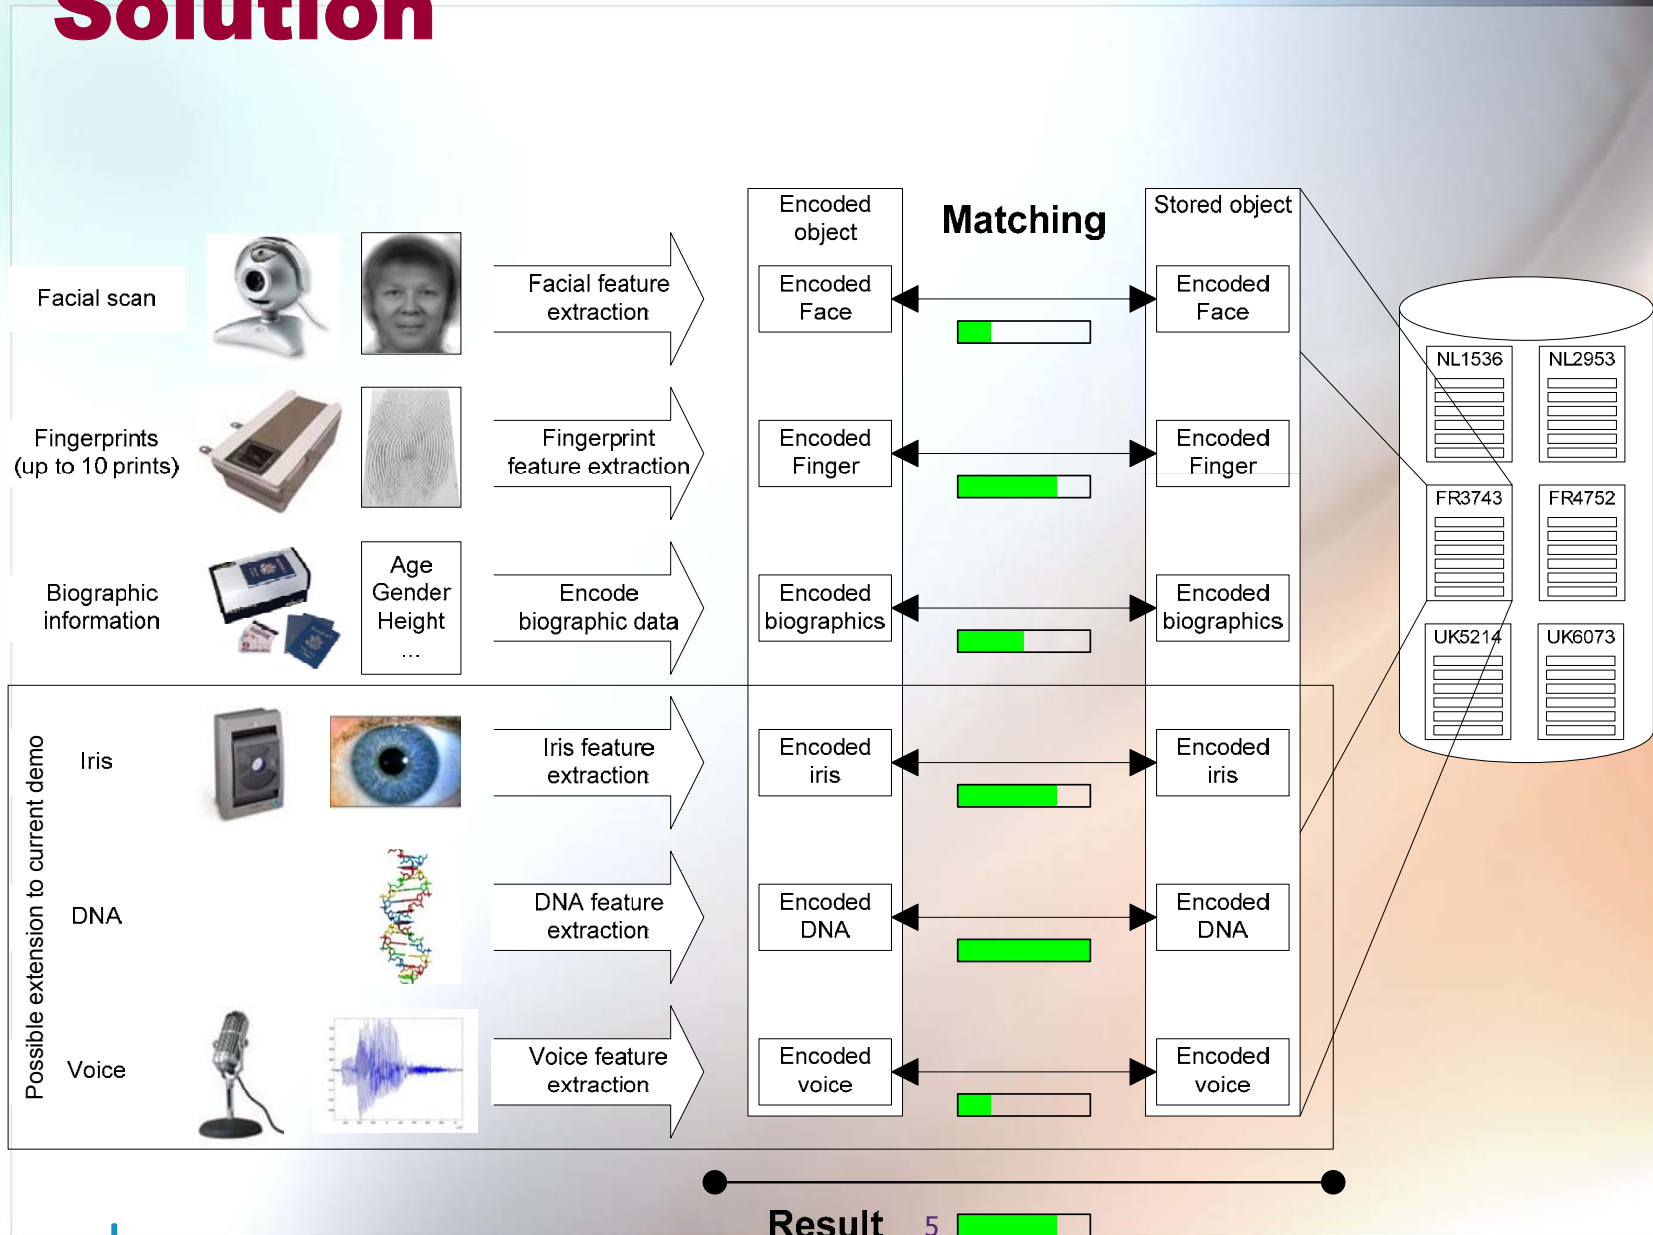 Solution
Encoded
object
Matching
Stored object
Facial scan
Facial feature
extraction
Encoded
Face
Encoded
Face
Fingerprints
(up to 10 prints)
Fingerprint
feature extraction
Encoded
Finger
Encoded
Finger
Biographic
information
Age
Gender
Height
...
Encode
biographic data
Encoded
biographics
Encoded
biographics
Possible extension to current demo
Iris
Iris feature
extraction
Encoded
iris
Encoded
iris
DNA
DNA feature
extraction
Encoded
DNA
Encoded
DNA
Voice
Voice feature
extraction
Encoded
voice
Encoded
voice
NL1536
NL2953
FR3743
FR4752
UK5214
UK6073
Result
5